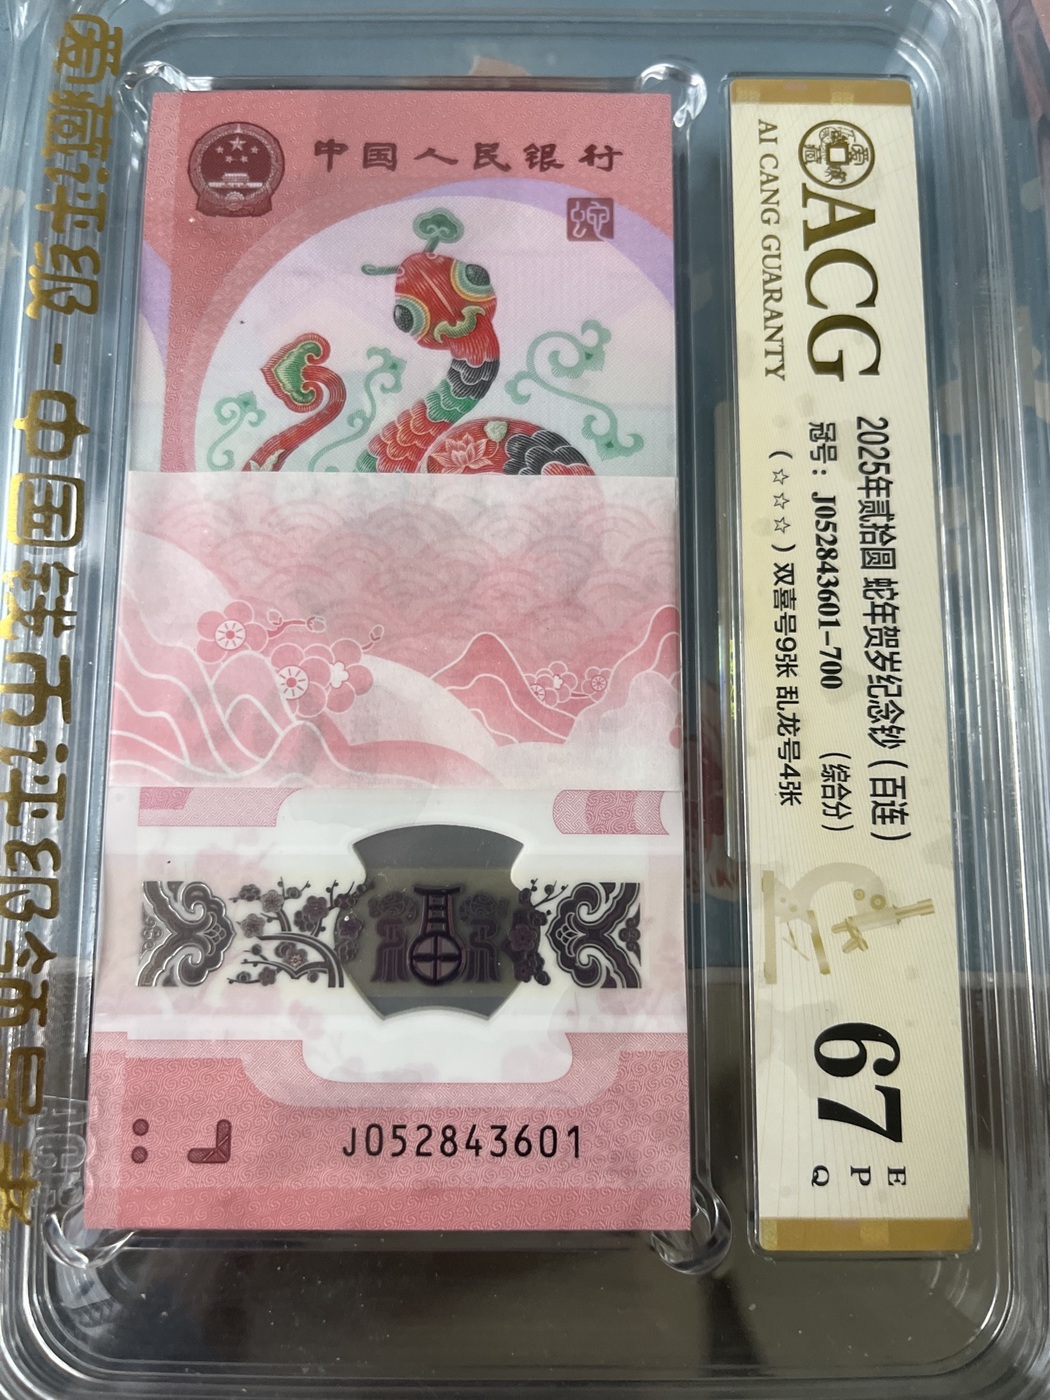 爱藏评级 - 中国钱币评级领导者
中国人民银行
蛇
J052843601
ACG
AI CANG GUARANTY
2025年贰拾圆 蛇年贺岁纪念钞（百连）
冠号：J052843601-700 （综合分）
（☆☆☆）双喜号9张 乱龙号4张
67
EPQ